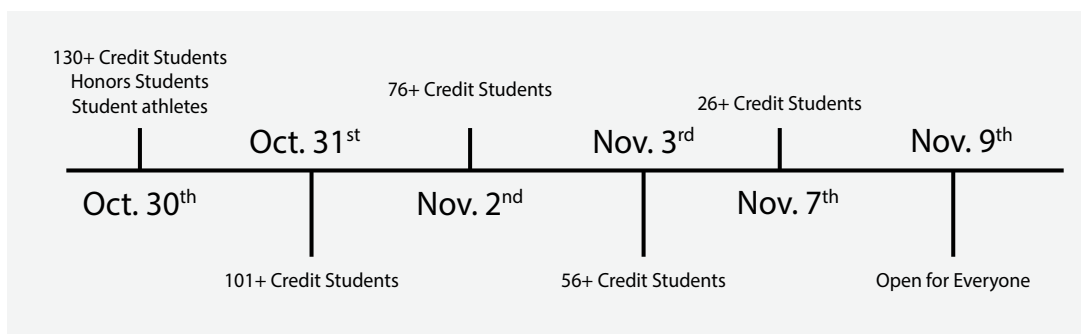 130+ Credit Students
Honors Students
Student athletes
Oct. 30th
Oct. 31st
101+ Credit Students
76+ Credit Students
Nov. 2nd
Nov. 3rd
56+ Credit Students
26+ Credit Students
Nov. 7th
Nov. 9th
Open for Everyone